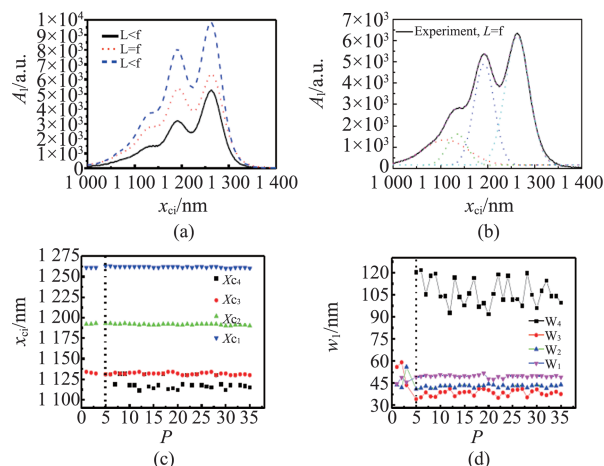 L<f
L=f
L<f
A₁/a.u.
1×10⁴
9×10³
8×10³
7×10³
6×10³
5×10³
4×10³
3×10³
2×10³
1×10³
0
1 000 1 100 1 200 1 300 1 400
x_ci/nm
(a)
Experiment, L=f
A₁/a.u.
7×10³
6×10³
5×10³
4×10³
3×10³
2×10³
1×10³
0
1 000 1 100 1 200 1 300 1 400
x_ci/nm
(b)
x_ci/nm
1 275
1 250
1 225
1 200
1 175
1 150
1 125
1 100
Xc₄
Xc₃
Xc₂
Xc₁
0 5 10 15 20 25 30 35
P
(c)
w₁/nm
120
105
90
75
60
45
30
W₄
W₃
W₂
W₁
0 5 10 15 20 25 30 35
P
(d)